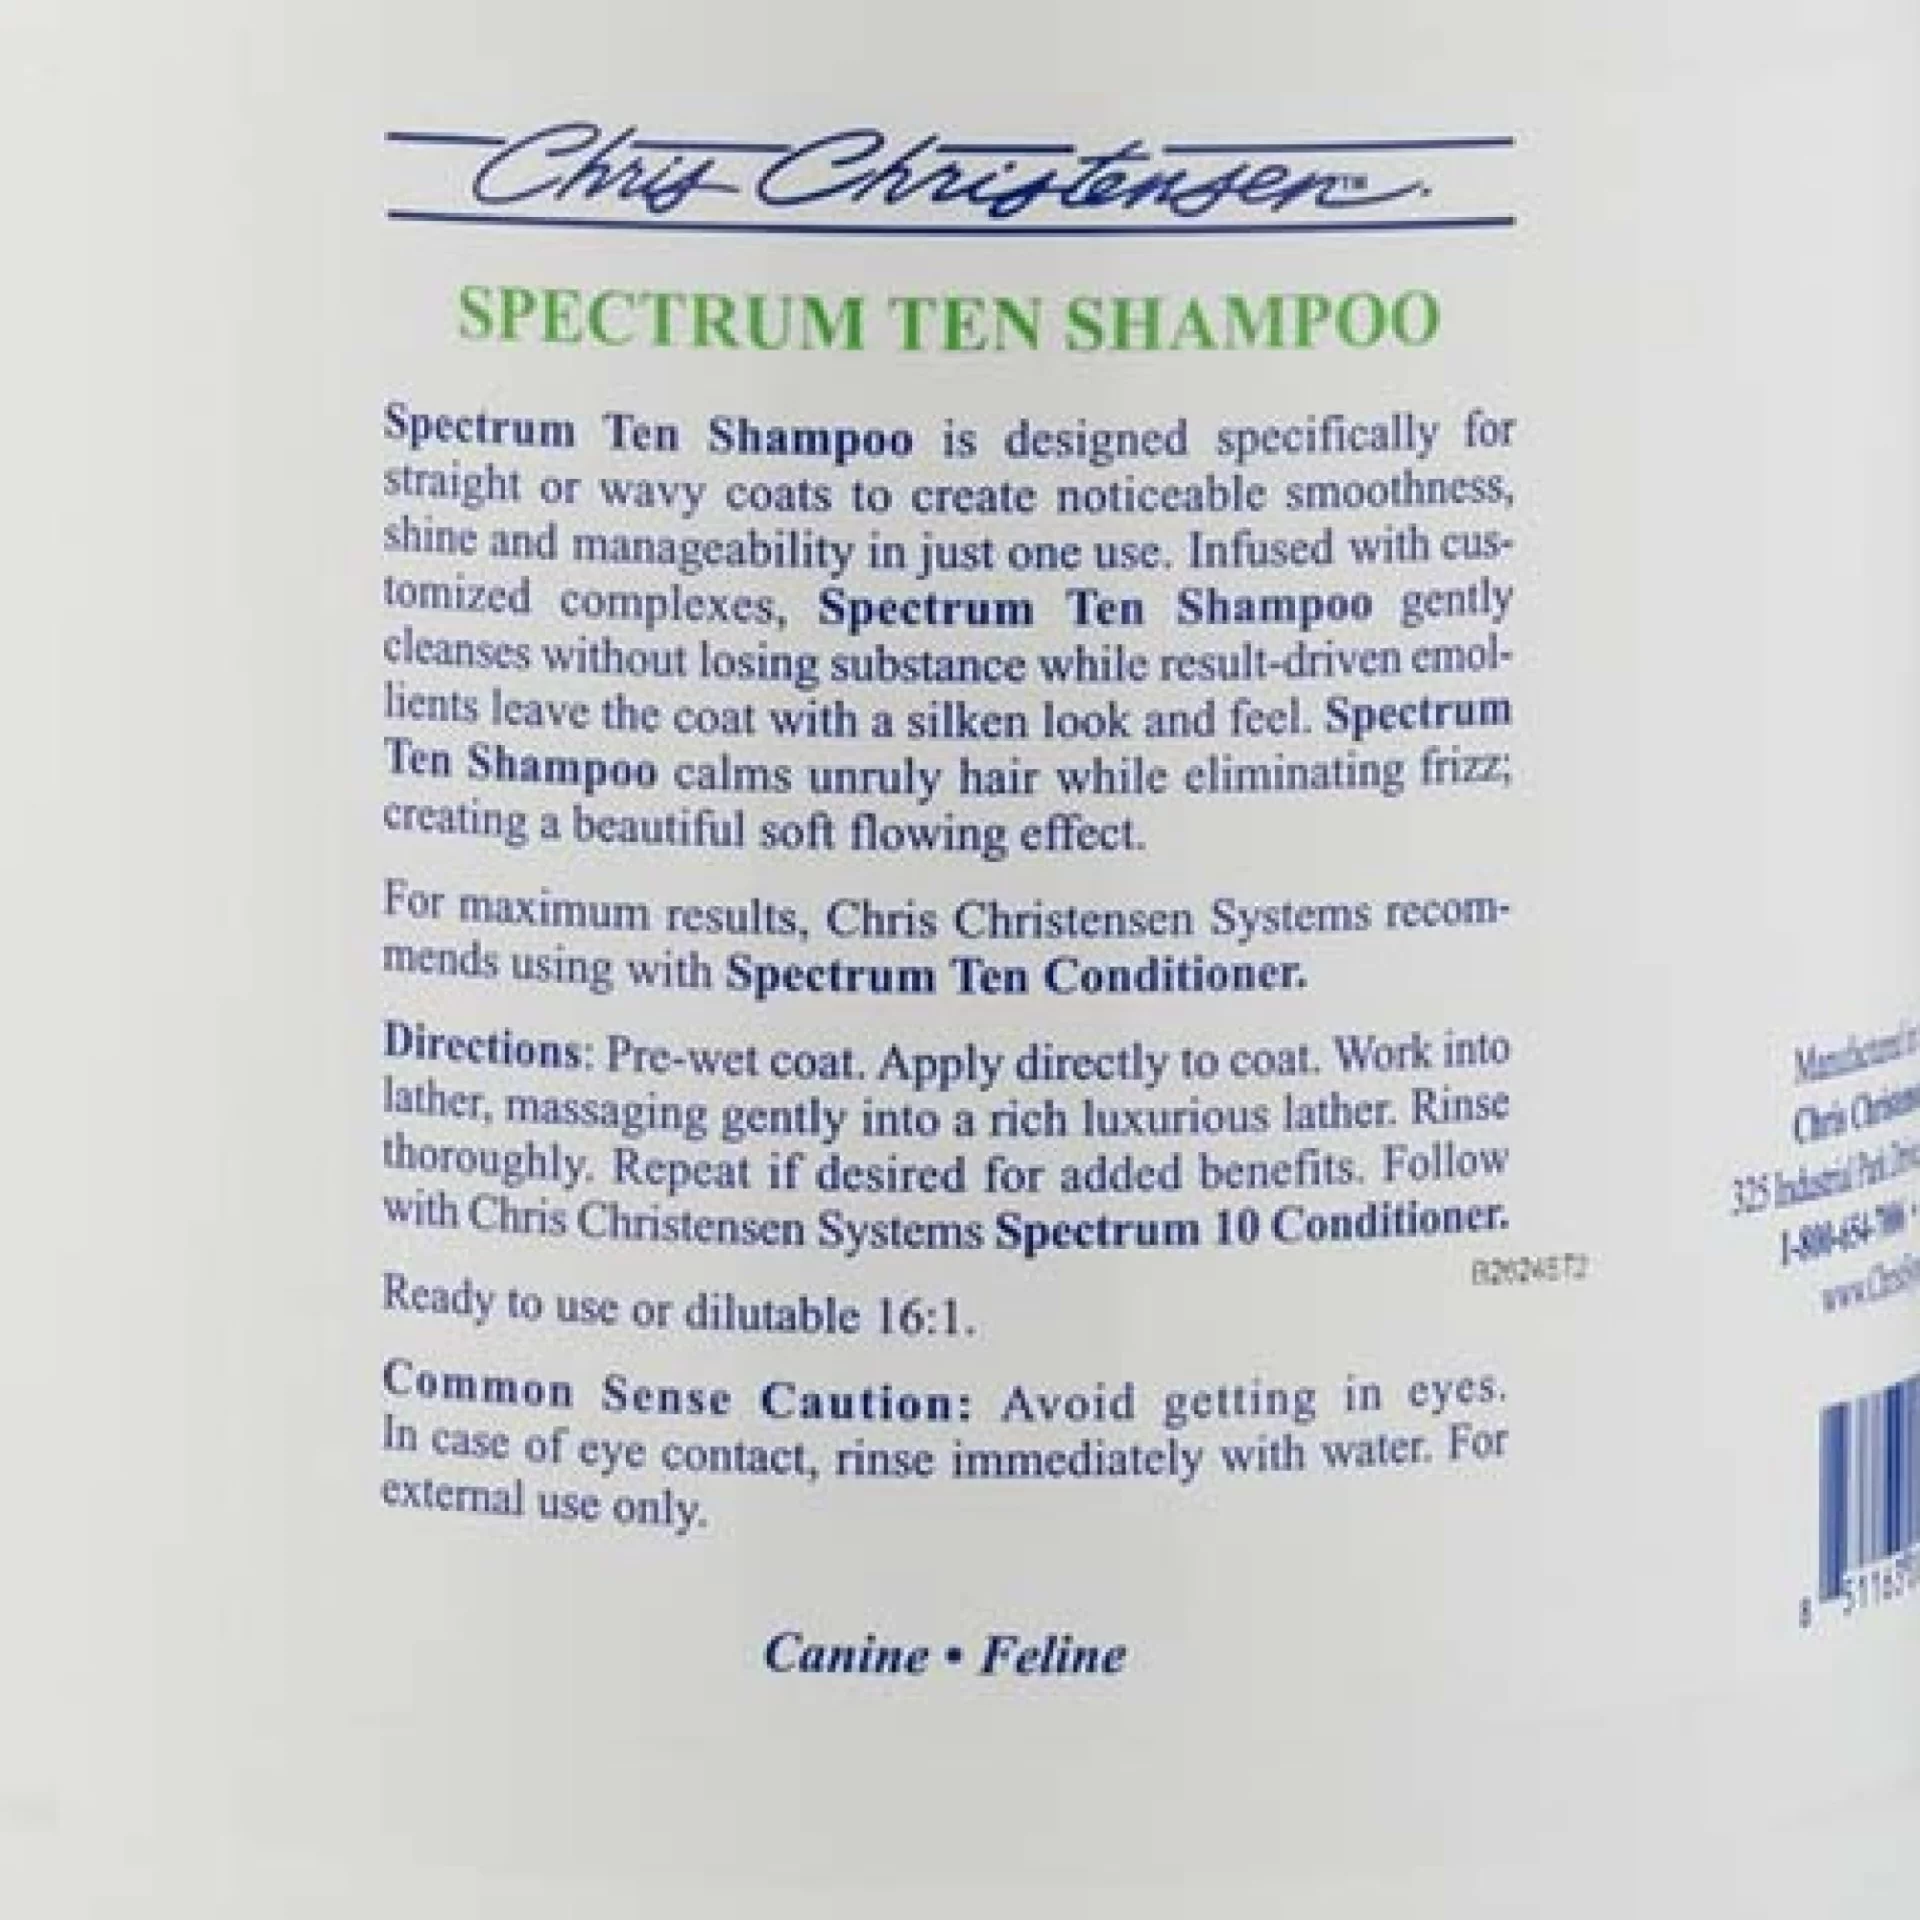 Chris Christensen™
SPECTRUM TEN SHAMPOO
Spectrum Ten Shampoo is designed specifically for
straight or wavy coats to create noticeable smoothness,
shine and manageability in just one use. Infused with cus-
tomized complexes, Spectrum Ten Shampoo gently
cleanses without losing substance while result-driven emol-
lients leave the coat with a silken look and feel. Spectrum
Ten Shampoo calms unruly hair while eliminating frizz;
creating a beautiful soft flowing effect.
For maximum results, Chris Christensen Systems recom-
mends using with Spectrum Ten Conditioner.
Directions: Pre-wet coat. Apply directly to coat. Work into
lather, massaging gently into a rich luxurious lather. Rinse
thoroughly. Repeat if desired for added benefits. Follow
with Chris Christensen Systems Spectrum 10 Conditioner.
Ready to use or dilutable 16:1.
Common Sense Caution: Avoid getting in eyes.
In case of eye contact, rinse immediately with water. For
external use only.
Canine • Feline
Chris
325 Industrial Park